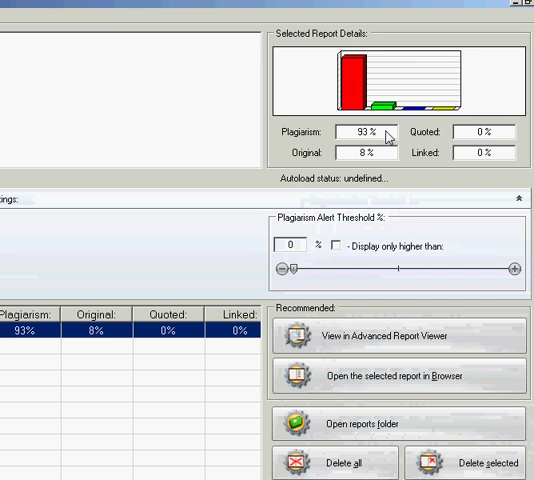 Selected Report Details:
Plagiarism: 93 % Quoted: 0 %
Original: 8 % Linked: 0 %
Autoload status: undefined...
ings:
Plagiarism Alert Threshold %:
0 % - Display only higher than:
Plagiarism: Original: Quoted: Linked:
93% 8% 0% 0%
Recommended:
View in Advanced Report Viewer
Open the selected report in Browser
Open reports folder
Delete all Delete selected